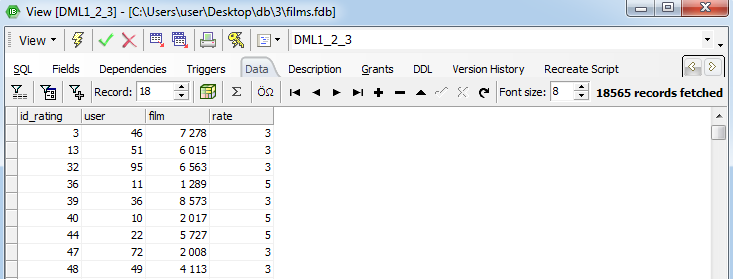 View [DML1_2_3] - [C:\Users\user\Desktop\db\3\films.fdb]
View DML1_2_3
SQL Fields Dependencies Triggers Data Description Grants DDL Version History Recreate Script
Record: 18 Σ ÖΩ Font size: 8 18565 records fetched
id_rating user film rate
3 46 7 278 3
13 51 6 015 3
32 95 6 563 3
36 11 1 289 5
39 36 8 573 3
40 10 2 017 5
44 22 5 727 5
47 72 2 008 3
48 49 4 113 3